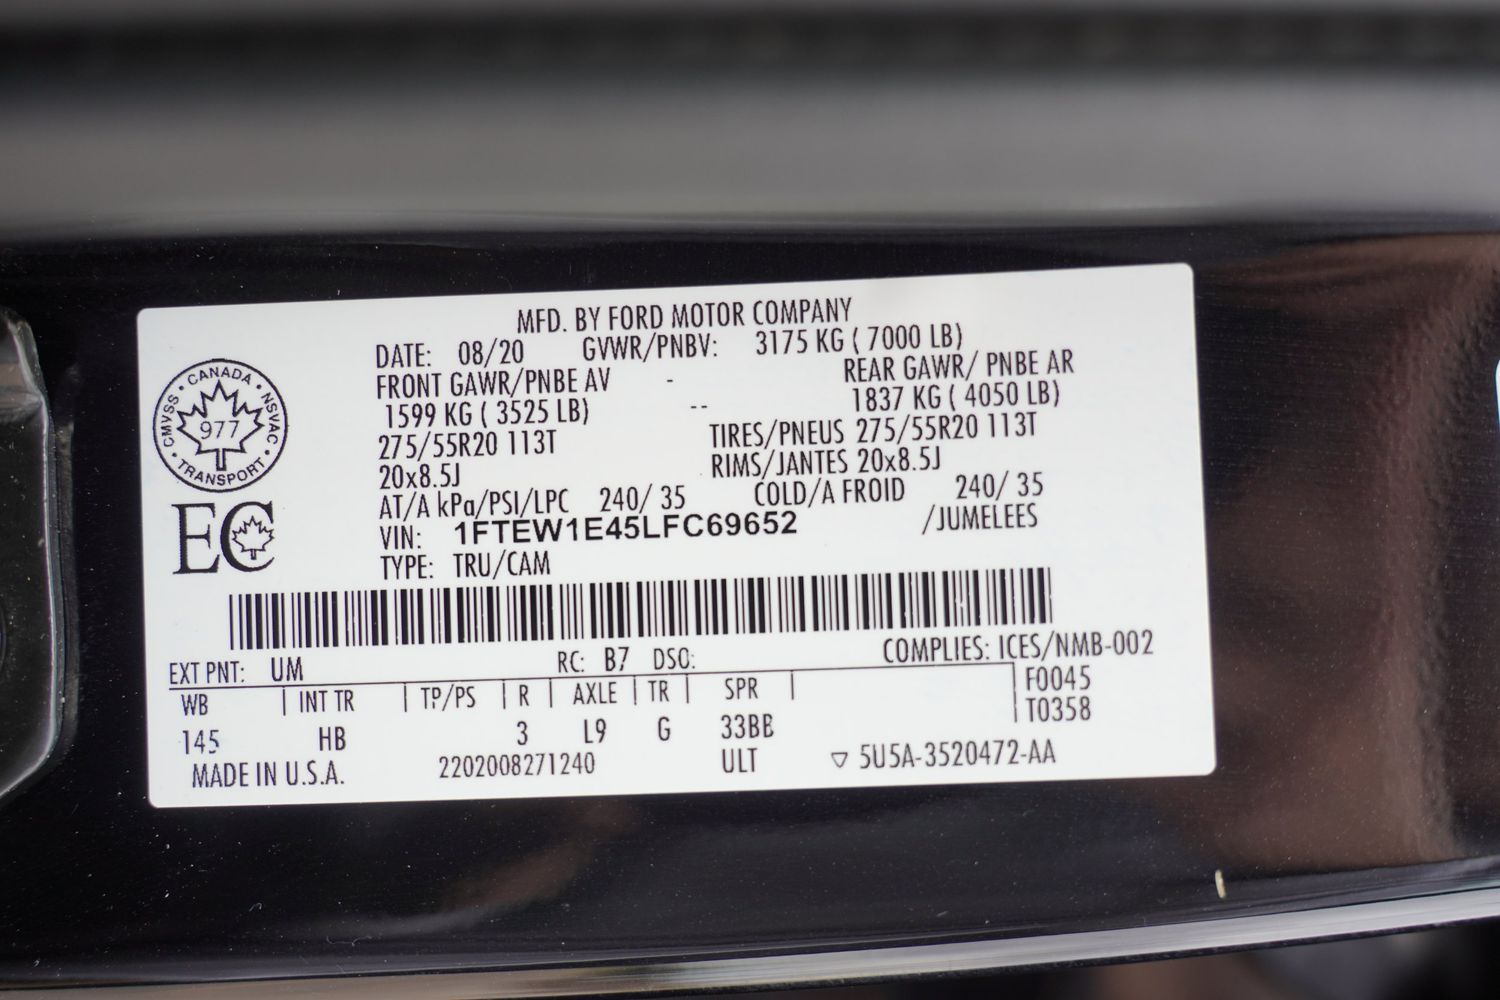 MFD. BY FORD MOTOR COMPANY
DATE: 08/20 GVWR/PNBV: 3175 KG ( 7000 LB)
FRONT GAWR/PNBE AV - REAR GAWR/ PNBE AR
1599 KG ( 3525 LB) -- 1837 KG ( 4050 LB)
275/55R20 113T TIRES/PNEUS 275/55R20 113T
20x8.5J RIMS/JANTES 20x8.5J
AT/A kPa/PSI/LPC 240/ 35 COLD/A FROID 240/ 35
VIN: 1FTEW1E45LFC69652 /JUMELEES
TYPE: TRU/CAM
CANADA
CMVSS NSVAC
977
TRANSPORT
EC
EXT PNT: UM RC: B7 DSO: COMPLIES: ICES/NMB-002
WB INT TR TP/PS R AXLE TR SPR F0045
T0358
145 HB 3 L9 G 33BB
MADE IN U.S.A. 2202008271240 ULT ▽ 5U5A-3520472-AA